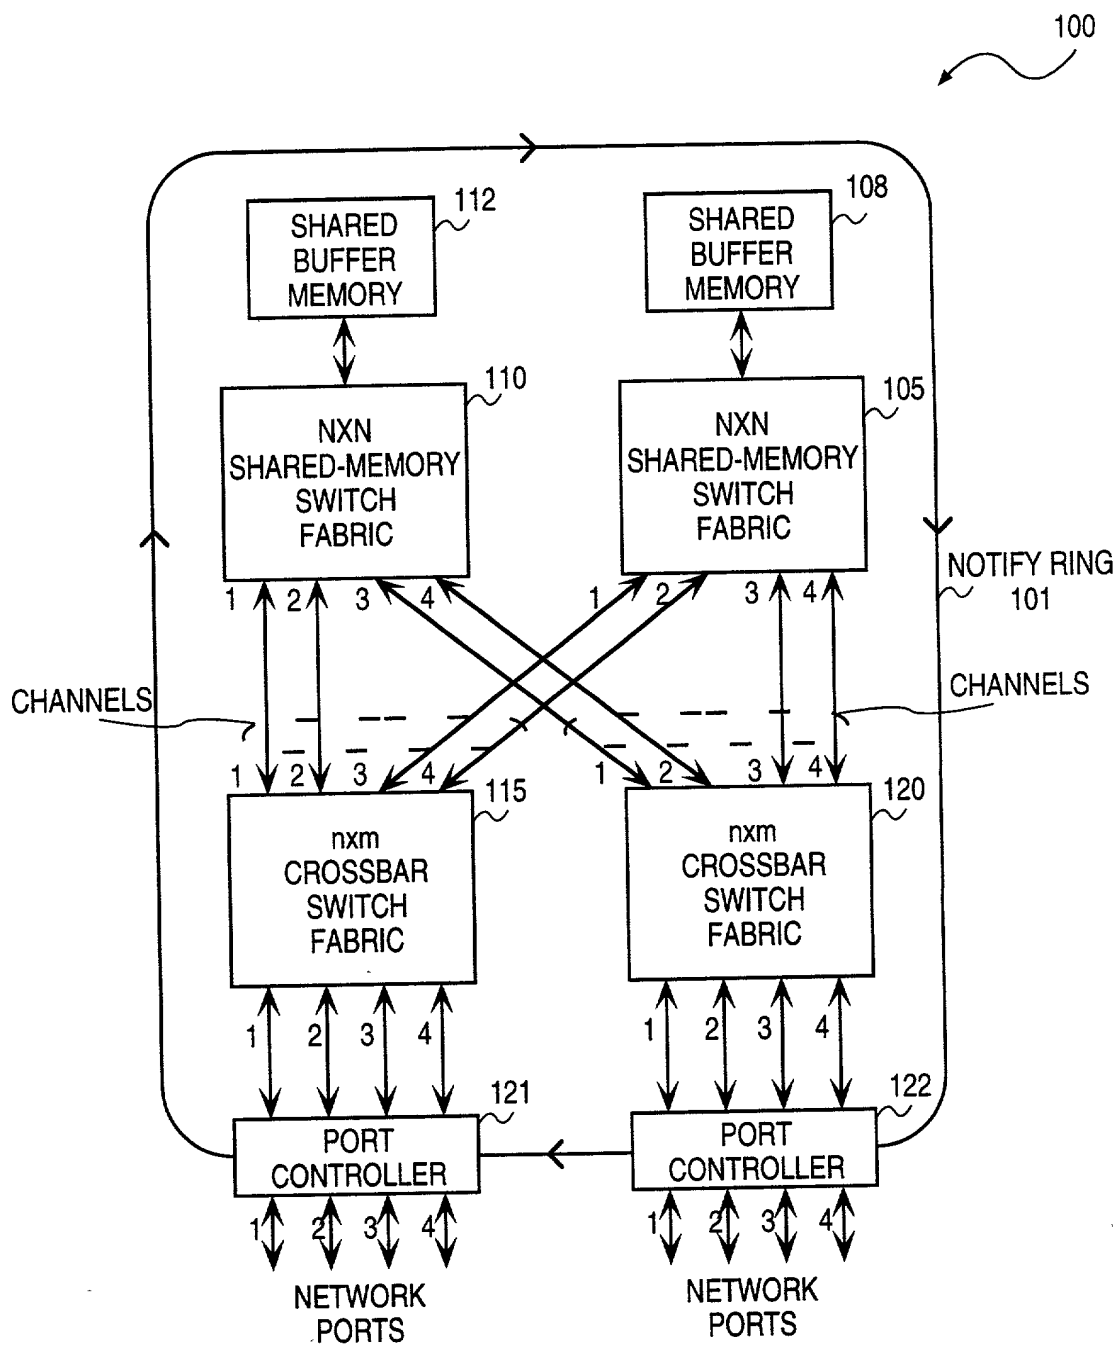 100
112
SHARED
BUFFER
MEMORY
108
SHARED
BUFFER
MEMORY
110
NXN
SHARED-MEMORY
SWITCH
FABRIC
105
NXN
SHARED-MEMORY
SWITCH
FABRIC
NOTIFY RING
101
1 2 3 4
1 2 3 4
CHANNELS
CHANNELS
1 2 3 4
1 2 3 4
115
nxm
CROSSBAR
SWITCH
FABRIC
120
nxm
CROSSBAR
SWITCH
FABRIC
1 2 3 4
1 2 3 4
121
PORT
CONTROLLER
122
PORT
CONTROLLER
1 2 3 4
1 2 3 4
NETWORK
PORTS
NETWORK
PORTS